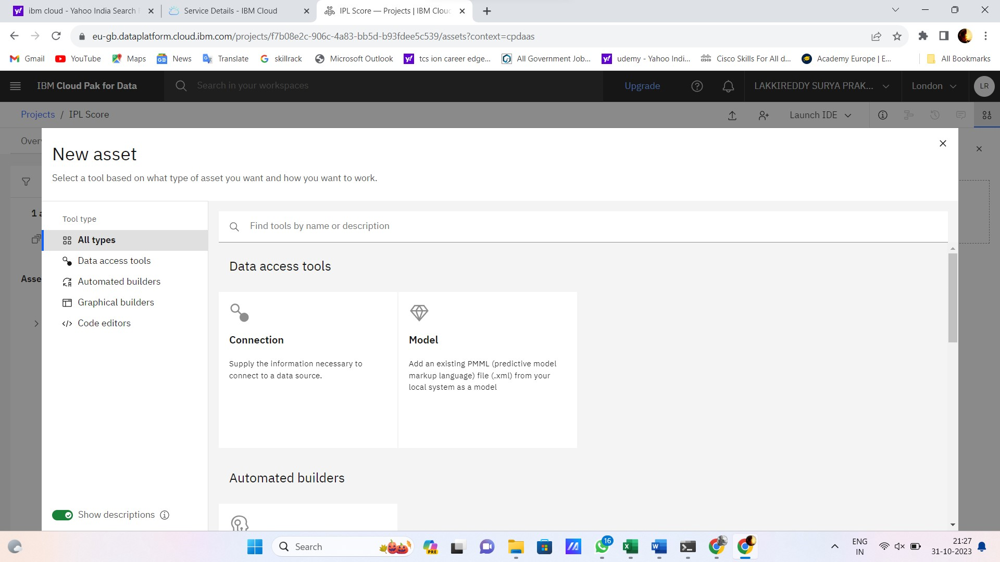 ibm cloud - Yahoo India Search
Service Details - IBM Cloud
IPL Score — Projects | IBM Clou
eu-gb.dataplatform.cloud.ibm.com/projects/f7b08e2c-906c-4a83-bb5d-b93fdee5c539/assets?context=cpdaas
Gmail
YouTube
Maps
News
Translate
skillrack
Microsoft Outlook
tcs ion career edge...
All Government Job...
udemy - Yahoo Indi...
Cisco Skills For All d...
Academy Europe | E...
All Bookmarks
IBM Cloud Pak for Data
Search in your workspaces
Upgrade
LAKKIREDDY SURYA PRAK...
London
LR
Projects / IPL Score
Launch IDE
Over
New asset
Select a tool based on what type of asset you want and how you want to work.
1 a
Asse
Tool type
All types
Data access tools
Automated builders
Graphical builders
Code editors
Show descriptions
Find tools by name or description
Data access tools
Connection
Supply the information necessary to
connect to a data source.
Model
Add an existing PMML (predictive model
markup language) file (.xml) from your
local system as a model
Automated builders
Search
PRE
16
ENG
IN
21:27
31-10-2023